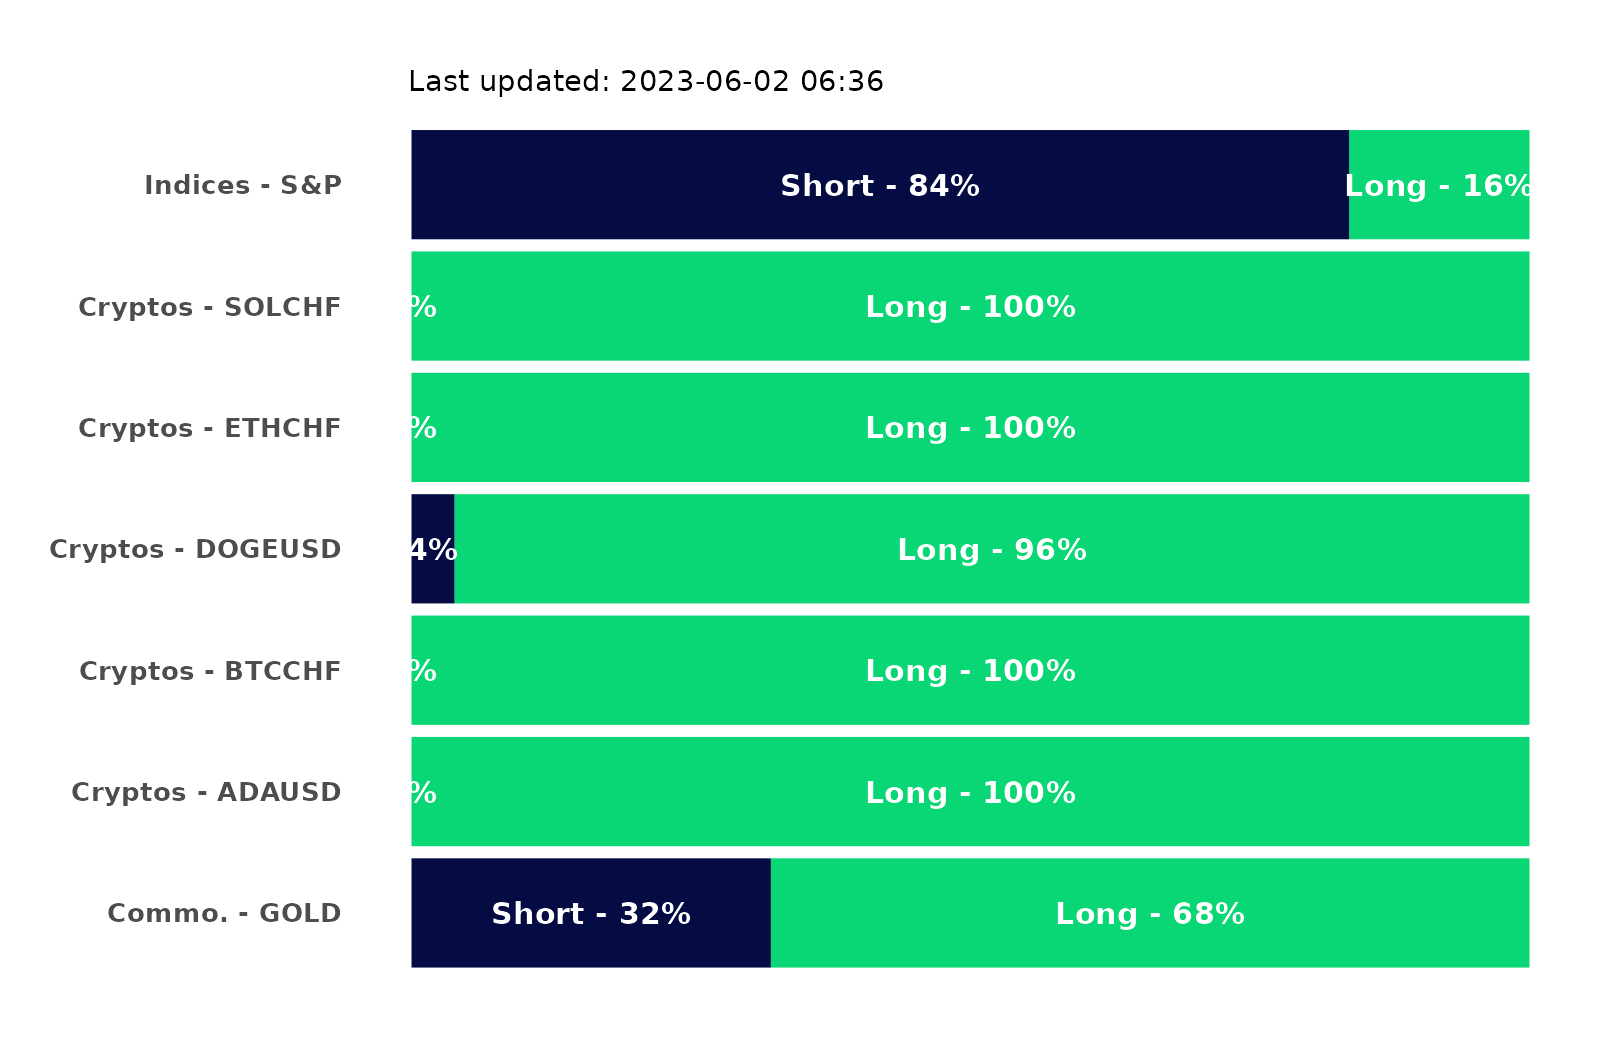 Last updated: 2023-06-02 06:36
Indices - S&P Short - 84% Long - 16%
Cryptos - SOLCHF % Long - 100%
Cryptos - ETHCHF % Long - 100%
Cryptos - DOGEUSD 4% Long - 96%
Cryptos - BTCCHF % Long - 100%
Cryptos - ADAUSD % Long - 100%
Commo. - GOLD Short - 32% Long - 68%